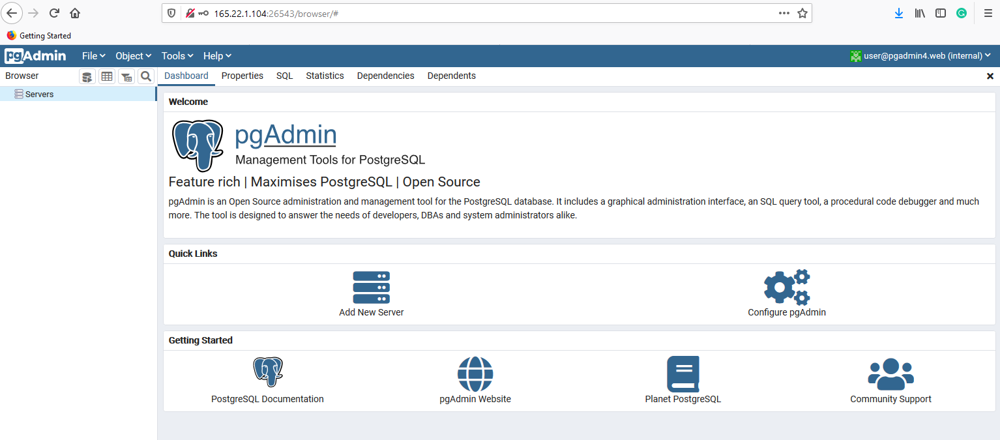 165.22.1.104:26543/browser/#
Getting Started
pgAdmin File Object Tools Help user@pgadmin4.web (internal)
Browser Dashboard Properties SQL Statistics Dependencies Dependents
Servers
Welcome
pgAdmin
Management Tools for PostgreSQL
Feature rich | Maximises PostgreSQL | Open Source
pgAdmin is an Open Source administration and management tool for the PostgreSQL database. It includes a graphical administration interface, an SQL query tool, a procedural code debugger and much
more. The tool is designed to answer the needs of developers, DBAs and system administrators alike.
Quick Links
Add New Server Configure pgAdmin
Getting Started
PostgreSQL Documentation pgAdmin Website Planet PostgreSQL Community Support